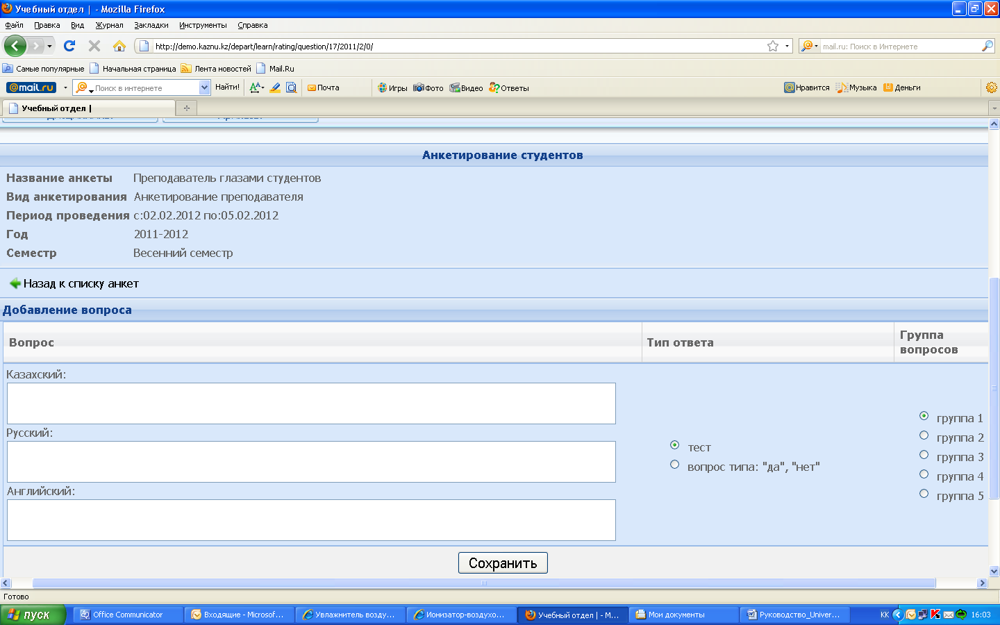 Учебный отдел | - Mozilla Firefox
Файл Правка Вид Журнал Закладки Инструменты Справка
http://demo.kaznu.kz/depart/learn/rating/question/17/2011/2/0/ mail.ru: Поиск в Интернете
Самые популярные Начальная страница Лента новостей Mail.Ru
@mail.ru Поиск в интернете Найти! Почта Игры Фото Видео Ответы Нравится Музыка Деньги
Учебный отдел |
Анкетирование студентов
Название анкеты Преподаватель глазами студентов
Вид анкетирования Анкетирование преподавателя
Период проведения с:02.02.2012 по:05.02.2012
Год 2011-2012
Семестр Весенний семестр
Назад к списку анкет
Добавление вопроса
Вопрос Тип ответа Группа
вопросов
Казахский:
Русский:
Английский:
тест
вопрос типа: "да", "нет"
группа 1
группа 2
группа 3
группа 4
группа 5
Сохранить
Готово
пуск Office Communicator Входящие - Microsof... Увлажнитель возду... Ионизатор-воздухо... Учебный отдел | - М... Мои документы Руководство_Univer... KK 16:03